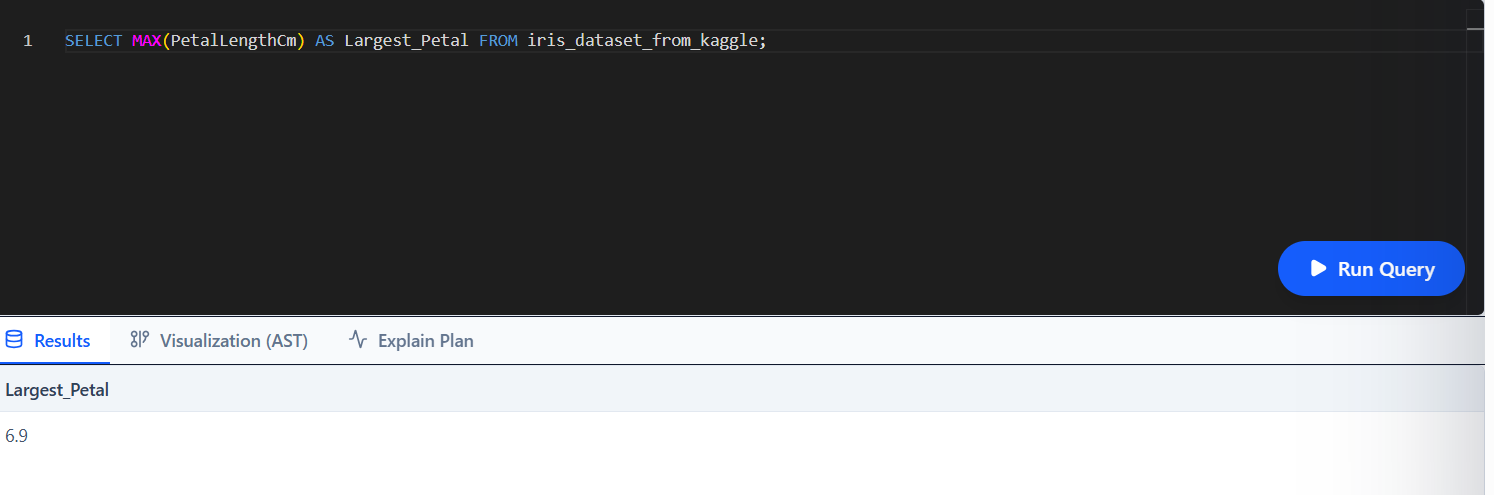 1 SELECT MAX(PetalLengthCm) AS Largest_Petal FROM iris_dataset_from_kaggle;
Run Query
Results Visualization (AST) Explain Plan
Largest_Petal
6.9